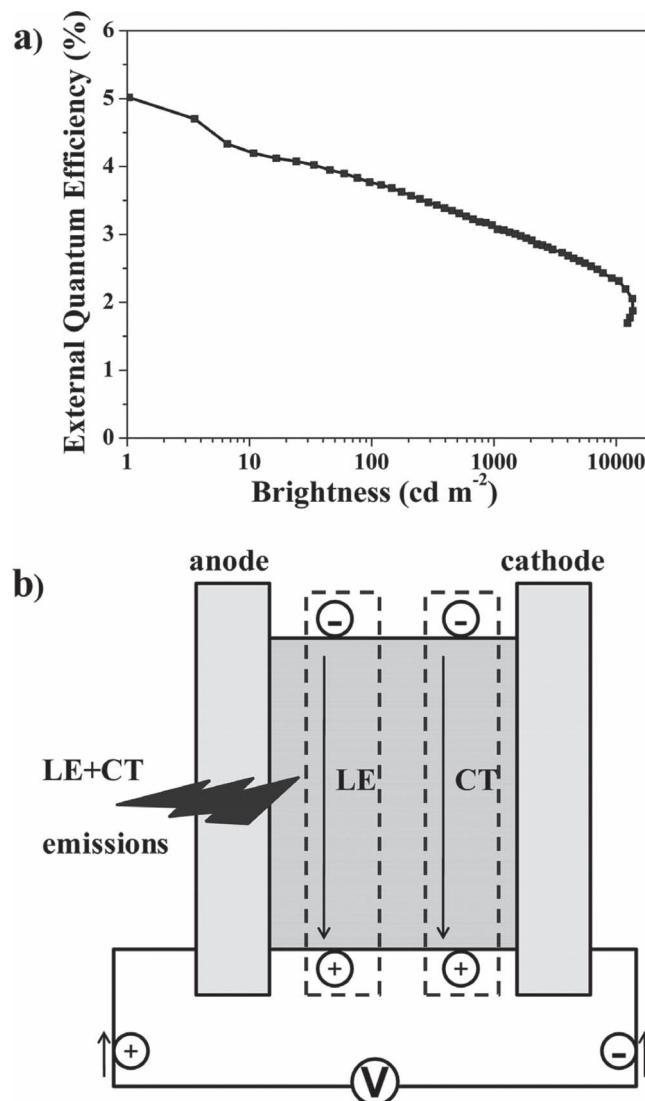 a)
External Quantum Efficiency (%)
6
5
4
3
2
1
0
1 10 100 1000 10000
Brightness (cd m⁻²)
b)
anode cathode
- -
LE+CT
LE CT
emissions
+ +
+ V -